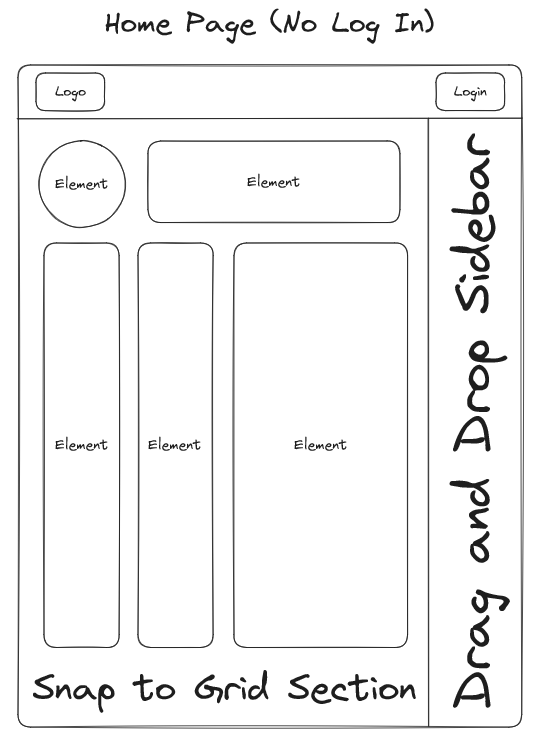 Home Page (No Log In)
Logo
Login
Element
Element
Element
Element
Element
Snap to Grid Section
Drag and Drop Sidebar